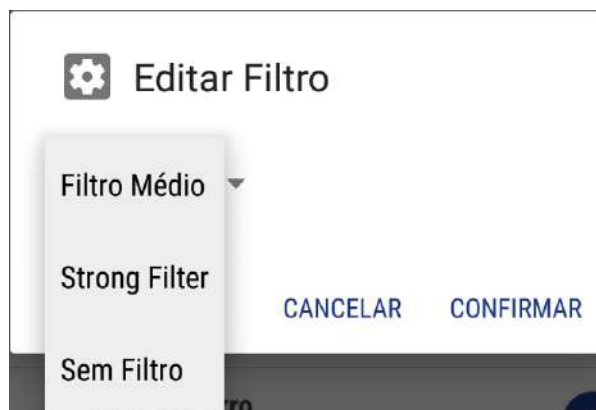 Editar Filtro
Filtro Médio
Strong Filter
CANCELAR CONFIRMAR
Sem Filtro